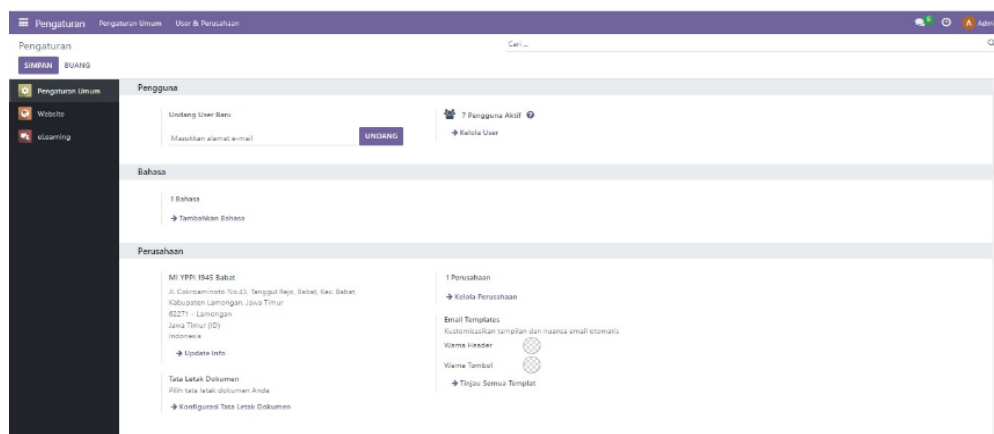 Pengaturan Pengaturan Umum User & Perusahaan 6 A Admi
Pengaturan Cari ...
SIMPAN BUANG
Pengaturan Umum
Website
eLearning
Pengguna
Undang User Baru 7 Pengguna Aktif
Masukkan alamat e-mail UNDANG Kelola User
Bahasa
1 Bahasa
Tambahkan Bahasa
Perusahaan
MI YPPI 1945 Babat 1 Perusahaan
Jl. Cokroaminoto No.43, Tanggul Rejo, Babat, Kec. Babat,
Kabupaten Lamongan, Jawa Timur Kelola Perusahaan
62271 - Lamongan
Jawa Timur (ID)
Indonesia
Update Info
Email Templates
Kustomisasikan tampilan dan nuansa email otomatis
Warna Header
Warna Tombol
Tinjau Semua Templat
Tata Letak Dokumen
Pilih tata letak dokumen Anda
Konfigurasi Tata Letak Dokumen